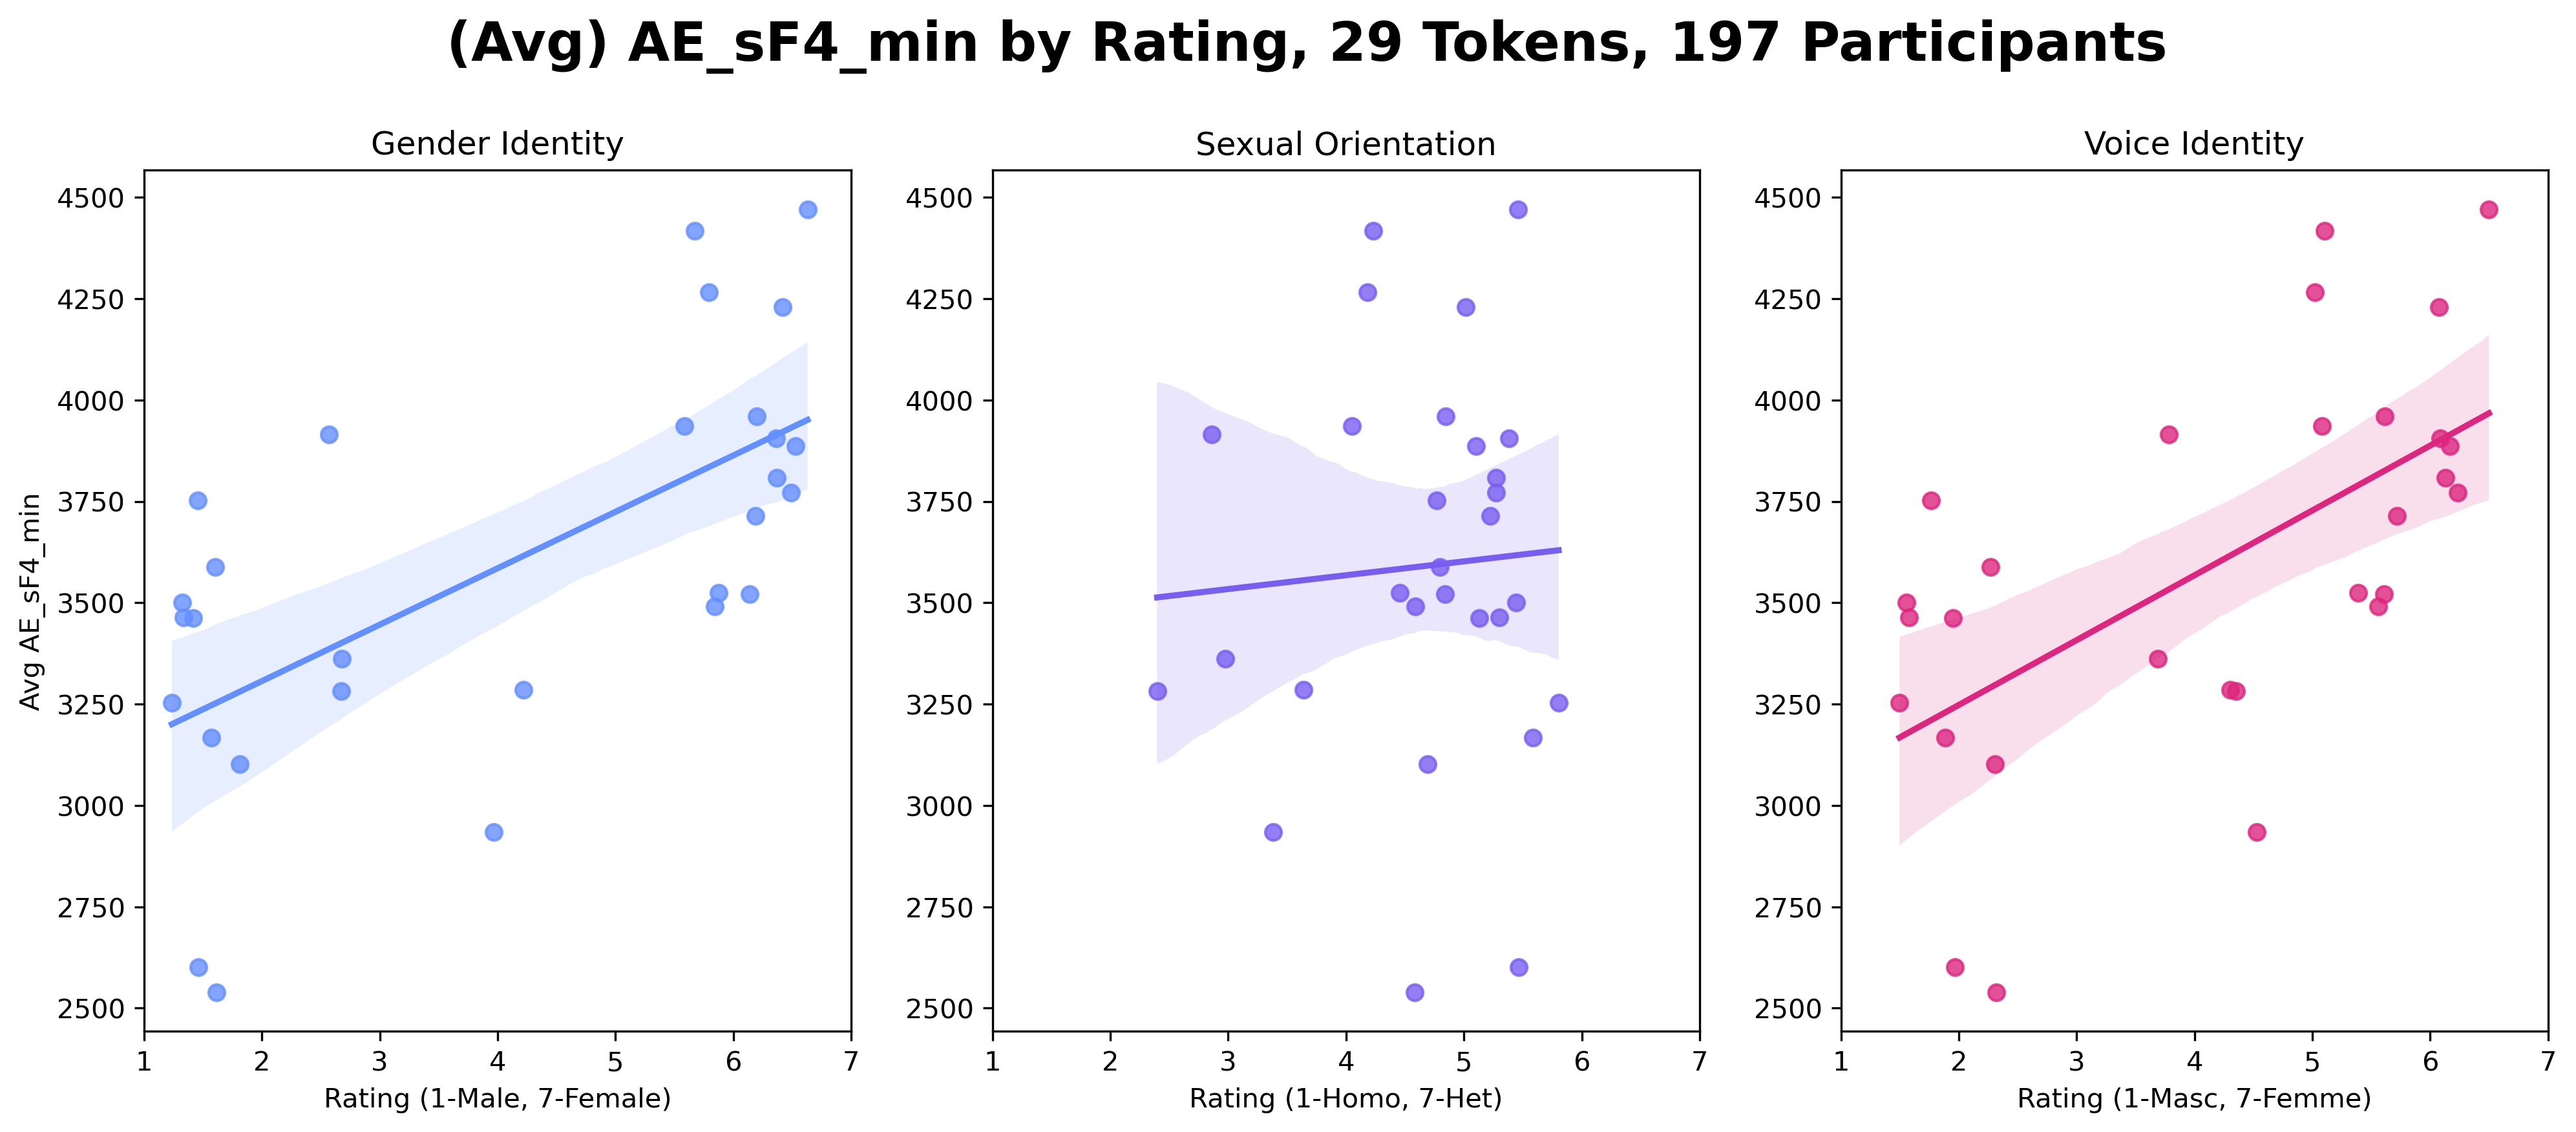 (Avg) AE_sF4_min by Rating, 29 Tokens, 197 Participants
Gender Identity
Sexual Orientation
Voice Identity
Avg AE_sF4_min
4500
4250
4000
3750
3500
3250
3000
2750
2500
1 2 3 4 5 6 7
Rating (1-Male, 7-Female)
4500
4250
4000
3750
3500
3250
3000
2750
2500
1 2 3 4 5 6 7
Rating (1-Homo, 7-Het)
4500
4250
4000
3750
3500
3250
3000
2750
2500
1 2 3 4 5 6 7
Rating (1-Masc, 7-Femme)